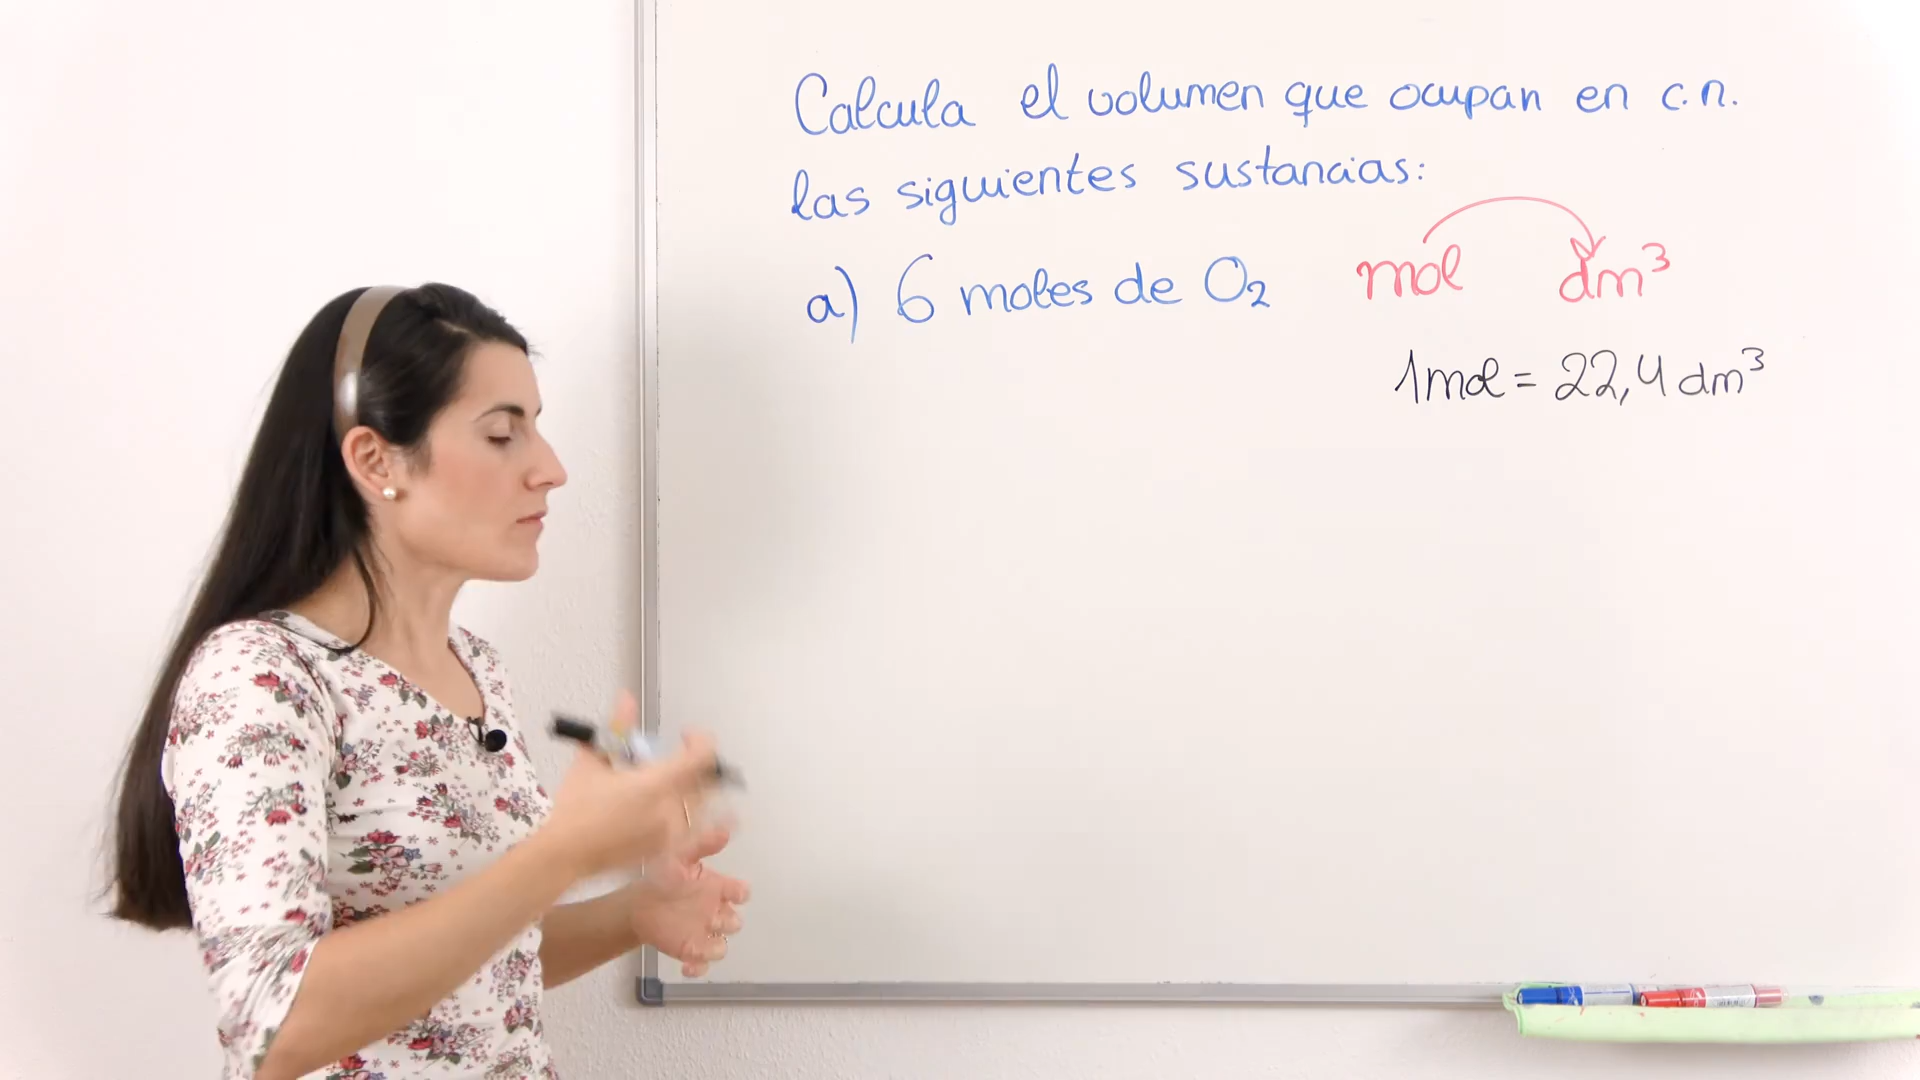 Calcula el volumen que ocupan en c.n.
las siguientes sustancias:
a) 6 moles de O₂ mol dm³
1mol = 22,4 dm³